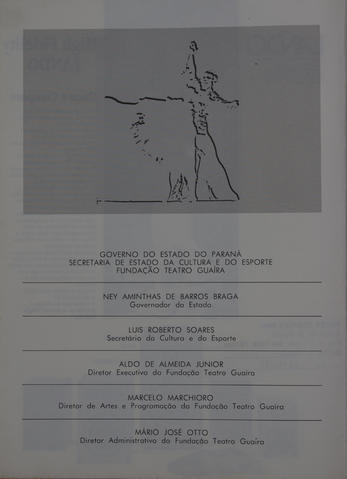 GOVERNO DO ESTADO DO PARANÁ
SECRETARIA DE ESTADO DA CULTURA E DO ESPORTE
FUNDAÇÃO TEATRO GUAÍRA
NEY AMINTHAS DE BARROS BRAGA
Governador do Estado
LUIS ROBERTO SOARES
Secretário da Cultura e do Esporte
ALDO DE ALMEIDA JUNIOR
Diretor Executivo da Fundação Teatro Guaíra
MARCELO MARCHIORO
Diretor de Artes e Programação da Fundação Teatro Guaíra
MÁRIO JOSÉ OTTO
Diretor Administrativo da Fundação Teatro Guaíra